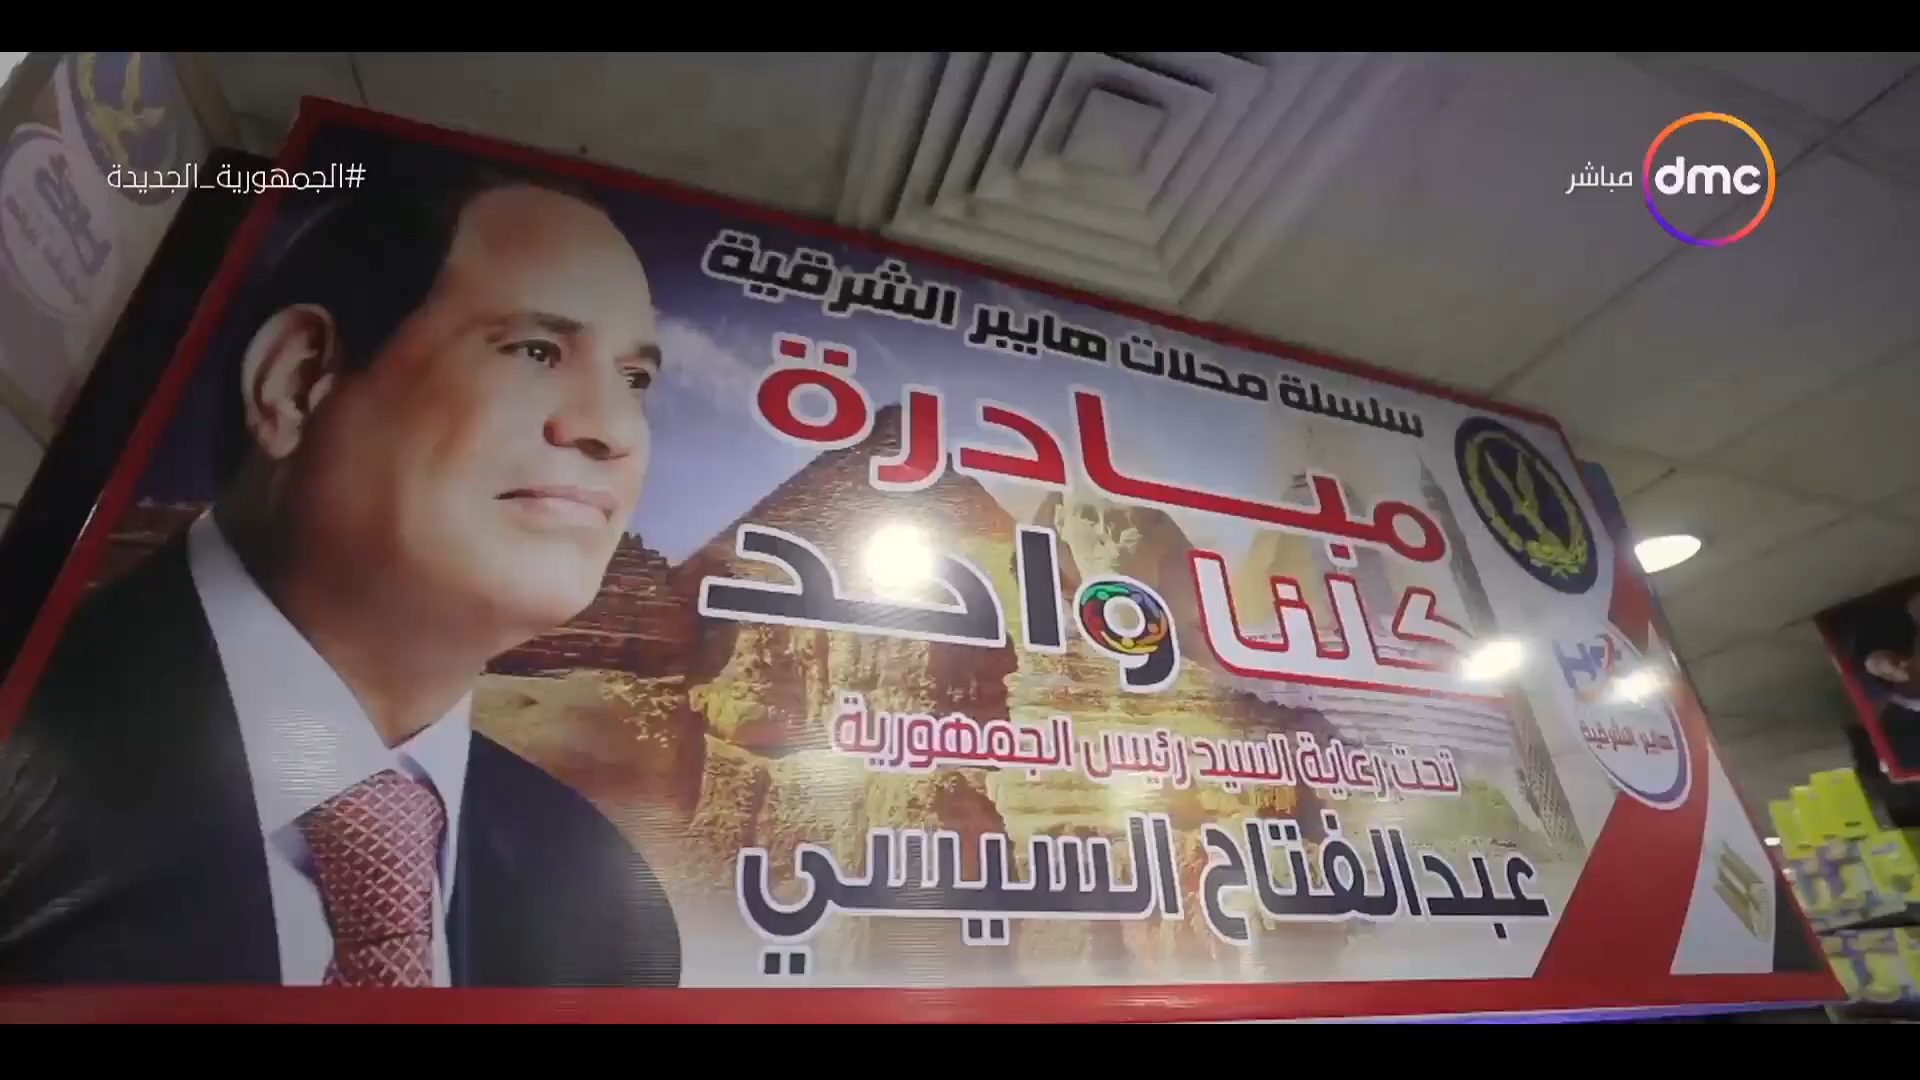 #الجمهورية_الجديدة
مباشر
dmc
سلسلة محلات هايبر الشرقية
مبادرة
كلنا واحد
تحت رعاية السيد رئيس الجمهورية
عبدالفتاح السيسي
هايبر الشرقية